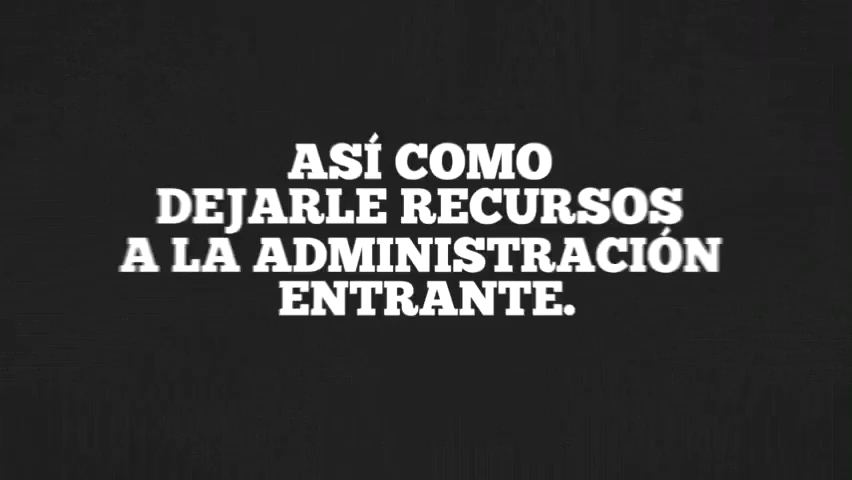 ASÍ COMO
DEJARLE RECURSOS
A LA ADMINISTRACIÓN
ENTRANTE.